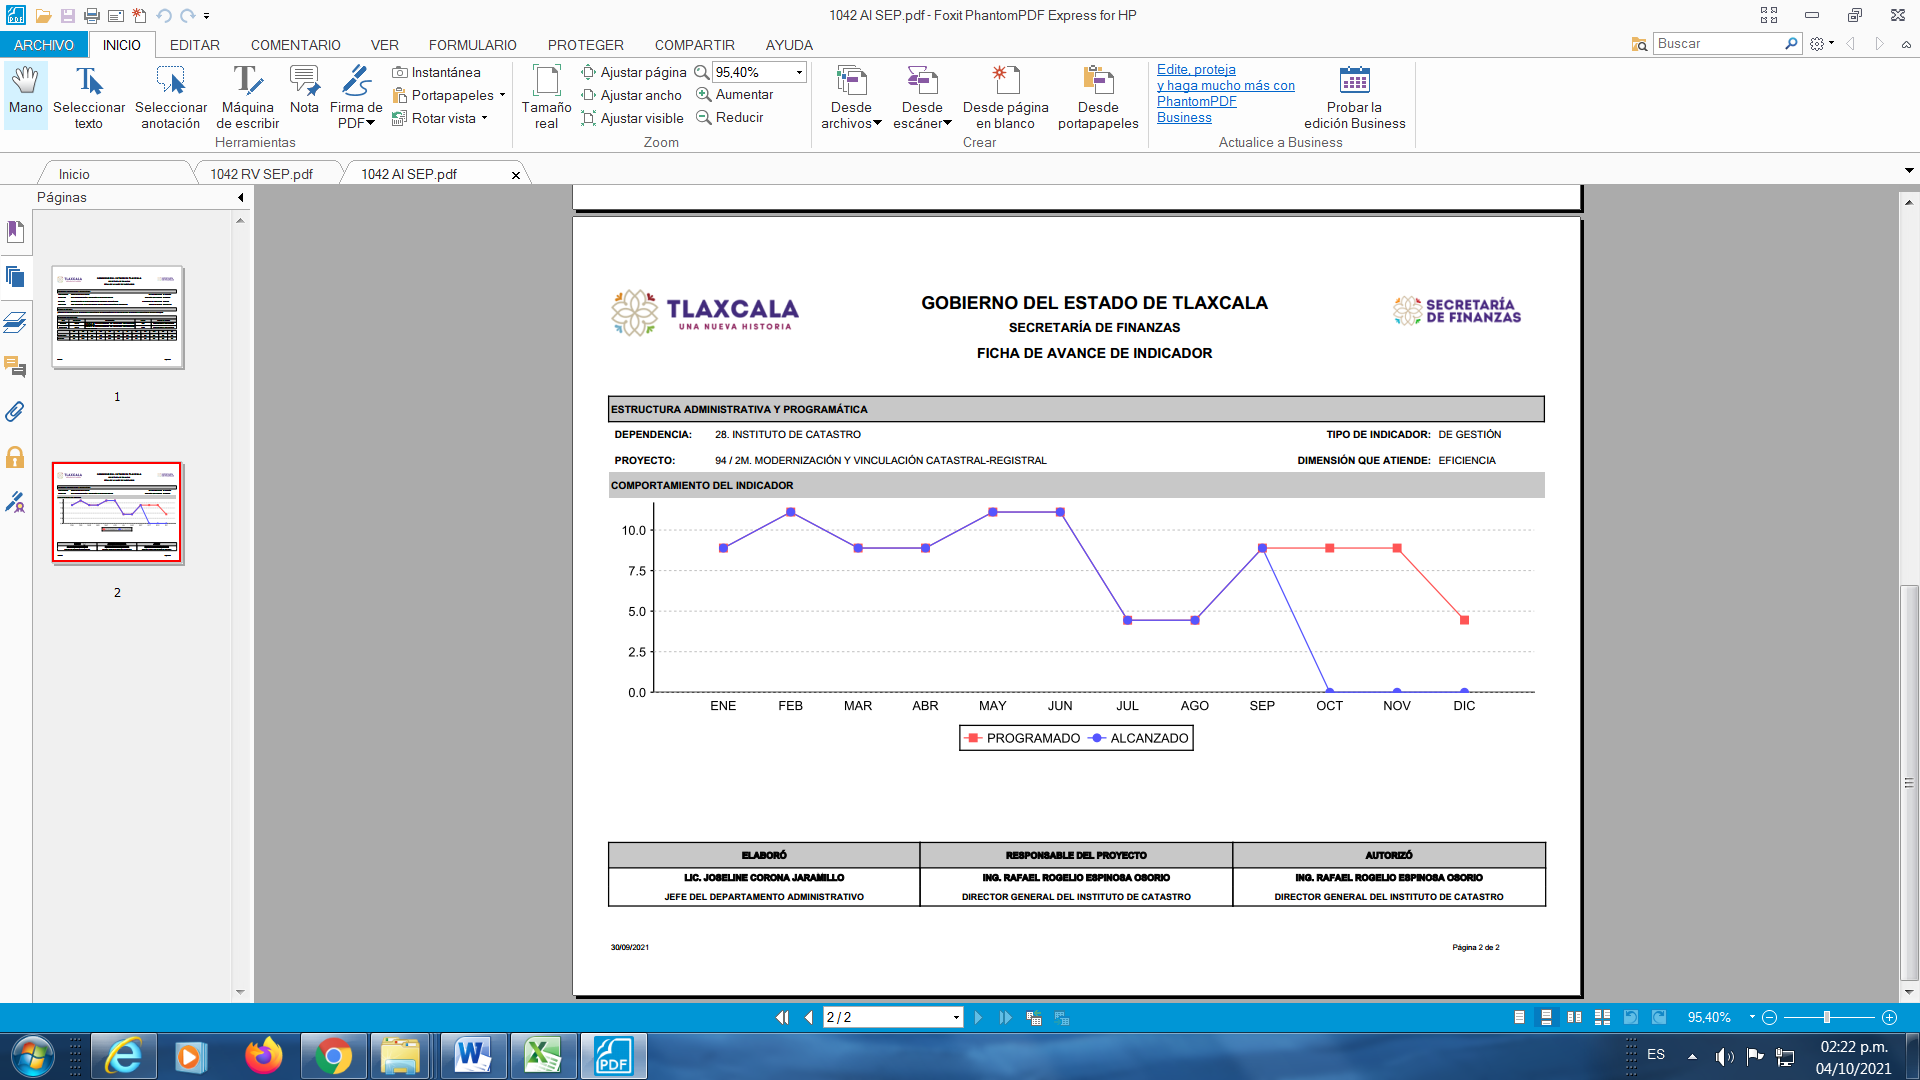 1042 AI SEP.pdf - Foxit PhantomPDF Express for HP
ARCHIVO INICIO EDITAR COMENTARIO VER FORMULARIO PROTEGER COMPARTIR AYUDA
Buscar
Mano
Seleccionar texto
Seleccionar anotación
Máquina de escribir
Nota
Firma de PDF
Instantánea
Portapapeles
Rotar vista
Herramientas
Tamaño real
Ajustar página
Ajustar ancho
Ajustar visible
95,40%
Aumentar
Reducir
Zoom
Desde archivos
Desde escáner
Desde página en blanco
Desde portapapeles
Crear
Edite, proteja
y haga mucho más con
PhantomPDF
Business
Probar la edición Business
Actualice a Business
Inicio 1042 RV SEP.pdf 1042 AI SEP.pdf
Páginas
1
2
TLAXCALA
UNA NUEVA HISTORIA
GOBIERNO DEL ESTADO DE TLAXCALA
SECRETARÍA DE FINANZAS
FICHA DE AVANCE DE INDICADOR
SECRETARÍA
DE FINANZAS
ESTRUCTURA ADMINISTRATIVA Y PROGRAMÁTICA
DEPENDENCIA: 28. INSTITUTO DE CATASTRO TIPO DE INDICADOR: DE GESTIÓN
PROYECTO: 94 / 2M. MODERNIZACIÓN Y VINCULACIÓN CATASTRAL-REGISTRAL DIMENSIÓN QUE ATIENDE: EFICIENCIA
COMPORTAMIENTO DEL INDICADOR
10.0
7.5
5.0
2.5
0.0
ENE FEB MAR ABR MAY JUN JUL AGO SEP OCT NOV DIC
PROGRAMADO ALCANZADO
ELABORÓ RESPONSABLE DEL PROYECTO AUTORIZÓ
LIC. JOSELINE CORONA JARAMILLO ING. RAFAEL ROGELIO ESPINOSA OSORIO ING. RAFAEL ROGELIO ESPINOSA OSORIO
JEFE DEL DEPARTAMENTO ADMINISTRATIVO DIRECTOR GENERAL DEL INSTITUTO DE CATASTRO DIRECTOR GENERAL DEL INSTITUTO DE CATASTRO
30/09/2021 Página 2 de 2
2 / 2
95,40%
ES
02:22 p.m.
04/10/2021